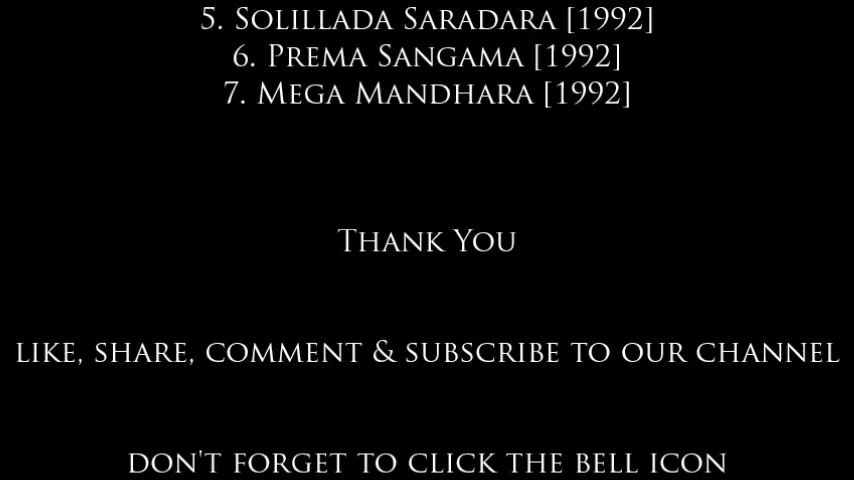 5. Solillada Saradara [1992]
6. Prema Sangama [1992]
7. Mega Mandhara [1992]
Thank You
like, share, comment & subscribe to our channel
don't forget to click the bell icon